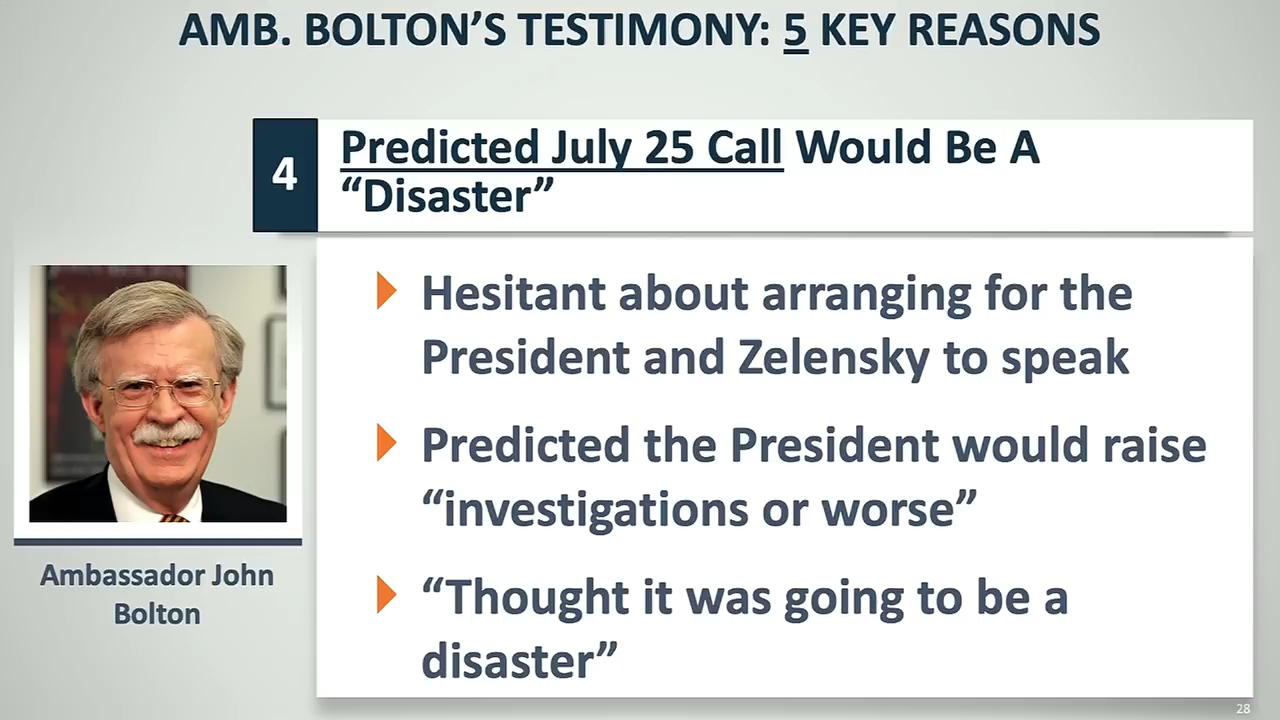 AMB. BOLTON’S TESTIMONY: 5 KEY REASONS
4
Predicted July 25 Call Would Be A
“Disaster”
Hesitant about arranging for the
President and Zelensky to speak
Predicted the President would raise
“investigations or worse”
“Thought it was going to be a
disaster”
Ambassador John
Bolton
28